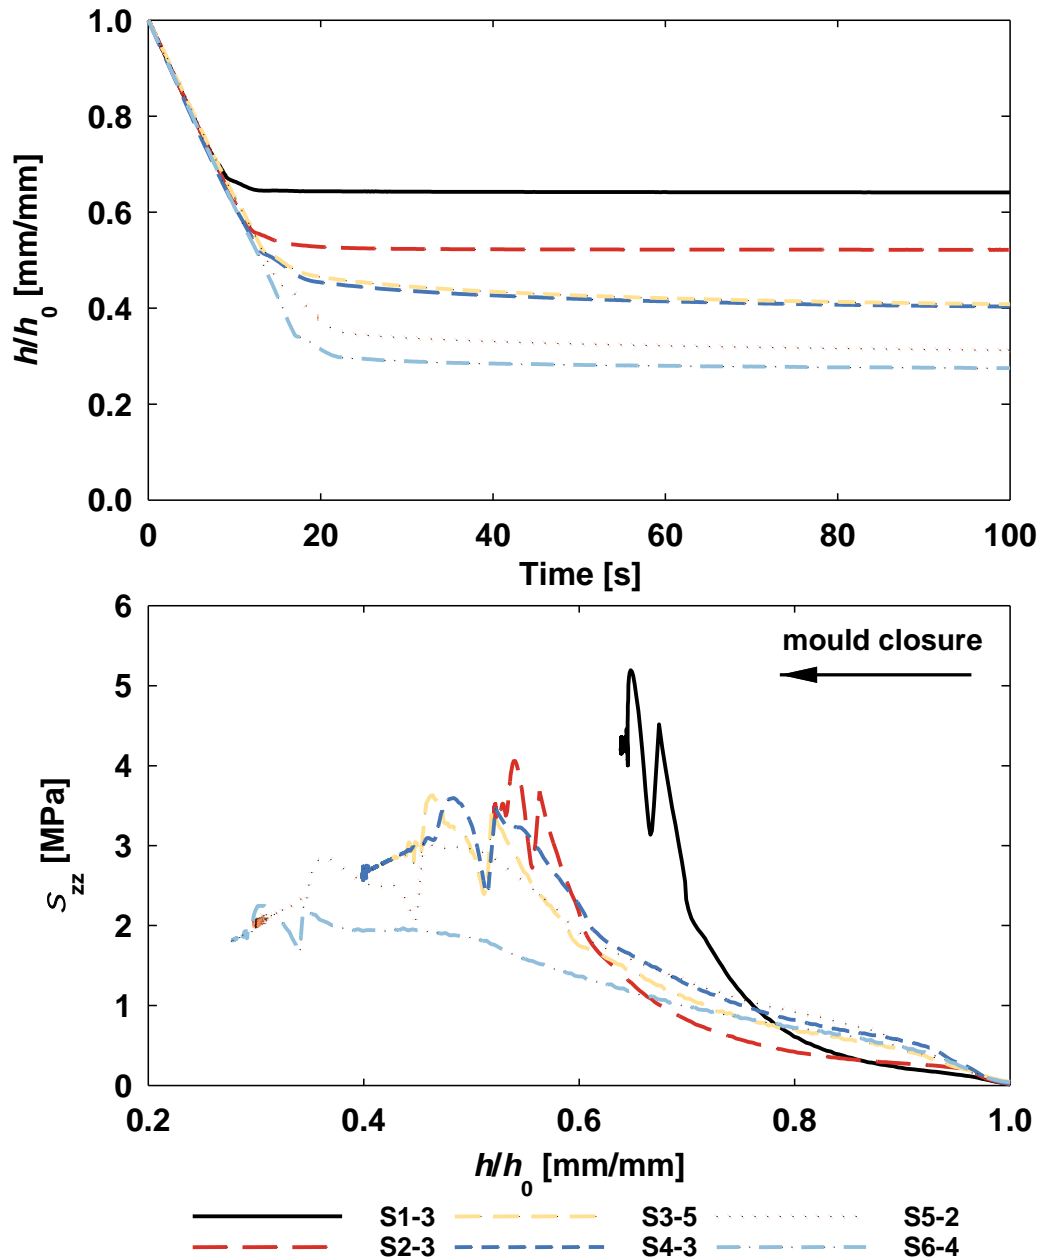 1.0
0.8
0.6
0.4
0.2
0.0
h/h0 [mm/mm]
0 20 40 60 80 100
Time [s]
6
5
4
3
2
1
0
mould closure
Szz [MPa]
0.2 0.4 0.6 0.8 1.0
h/h0 [mm/mm]
S1-3 S3-5 S5-2
S2-3 S4-3 S6-4